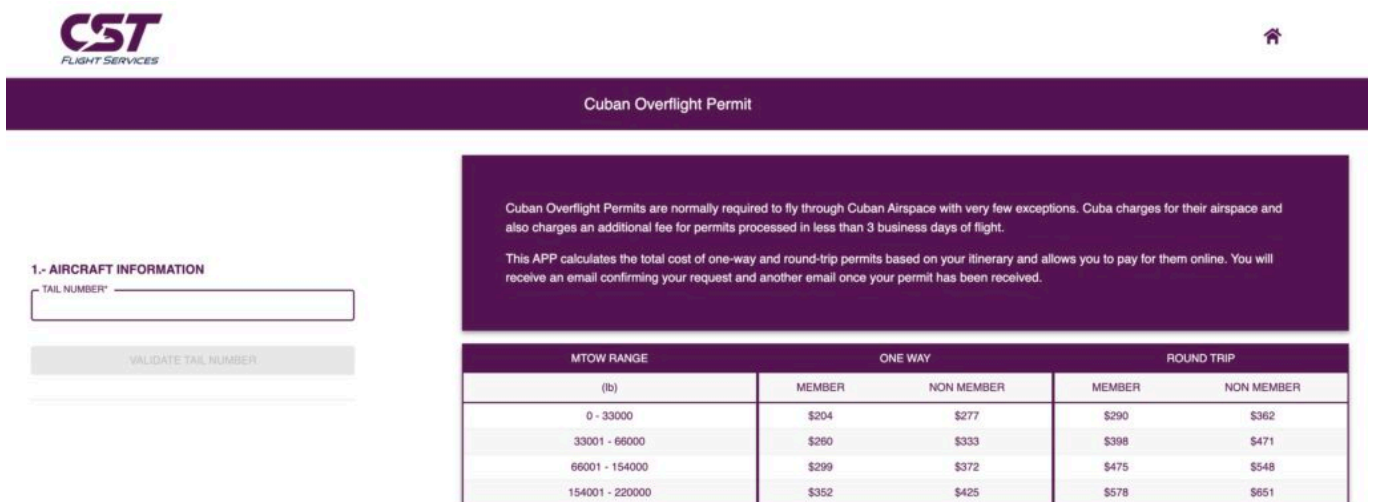 CST
FLIGHT SERVICES
Cuban Overflight Permit
1.- AIRCRAFT INFORMATION
TAIL NUMBER*
VALIDATE TAIL NUMBER
Cuban Overflight Permits are normally required to fly through Cuban Airspace with very few exceptions. Cuba charges for their airspace and
also charges an additional fee for permits processed in less than 3 business days of flight.
This APP calculates the total cost of one-way and round-trip permits based on your itinerary and allows you to pay for them online. You will
receive an email confirming your request and another email once your permit has been received.
MTOW RANGE ONE WAY ROUND TRIP
(lb) MEMBER NON MEMBER MEMBER NON MEMBER
0 - 33000 $204 $277 $290 $362
33001 - 66000 $260 $333 $398 $471
66001 - 154000 $299 $372 $475 $548
154001 - 220000 $352 $425 $578 $651